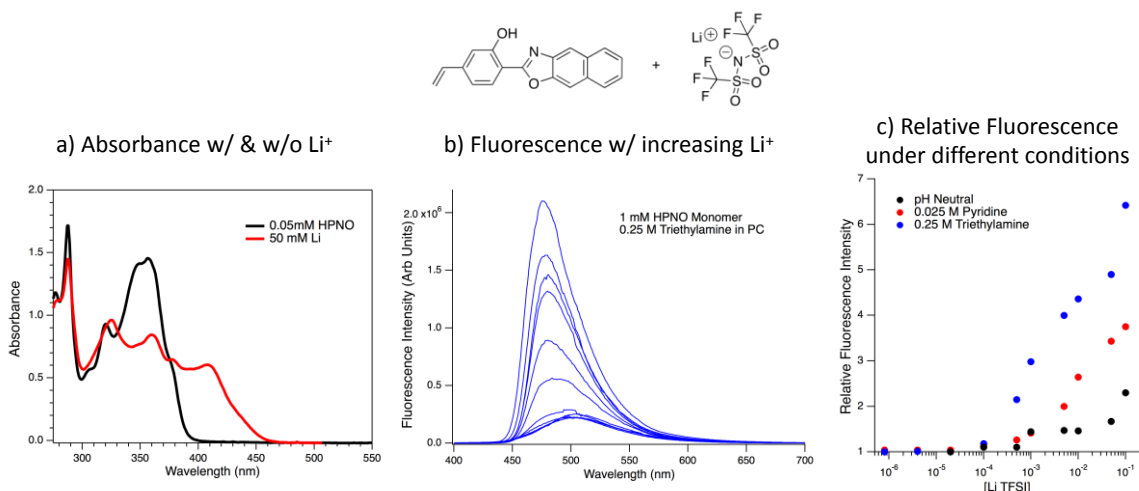 OH
N
O
+
Li⊕
F
F
F
O
S
O
⊖
N
F
F
F
S
O
O
a) Absorbance w/ & w/o Li⁺
b) Fluorescence w/ increasing Li⁺
c) Relative Fluorescence
under different conditions
Absorbance
2.0
1.5
1.0
0.5
0.0
0.05mM HPNO
50 mM Li
300
350
400
450
500
550
Wavelength (nm)
Fluorescence Intensity (Arb Units)
2.0x10⁶
1.5
1.0
0.5
0.0
1 mM HPNO Monomer
0.25 M Triethylamine in PC
400
450
500
550
600
650
700
Wavelength (nm)
Relative Fluorescence Intensity
7
6
5
4
3
2
1
pH Neutral
0.025 M Pyridine
0.25 M Triethylamine
10⁻⁶
10⁻⁵
10⁻⁴
10⁻³
10⁻²
10⁻¹
[Li TFSI]